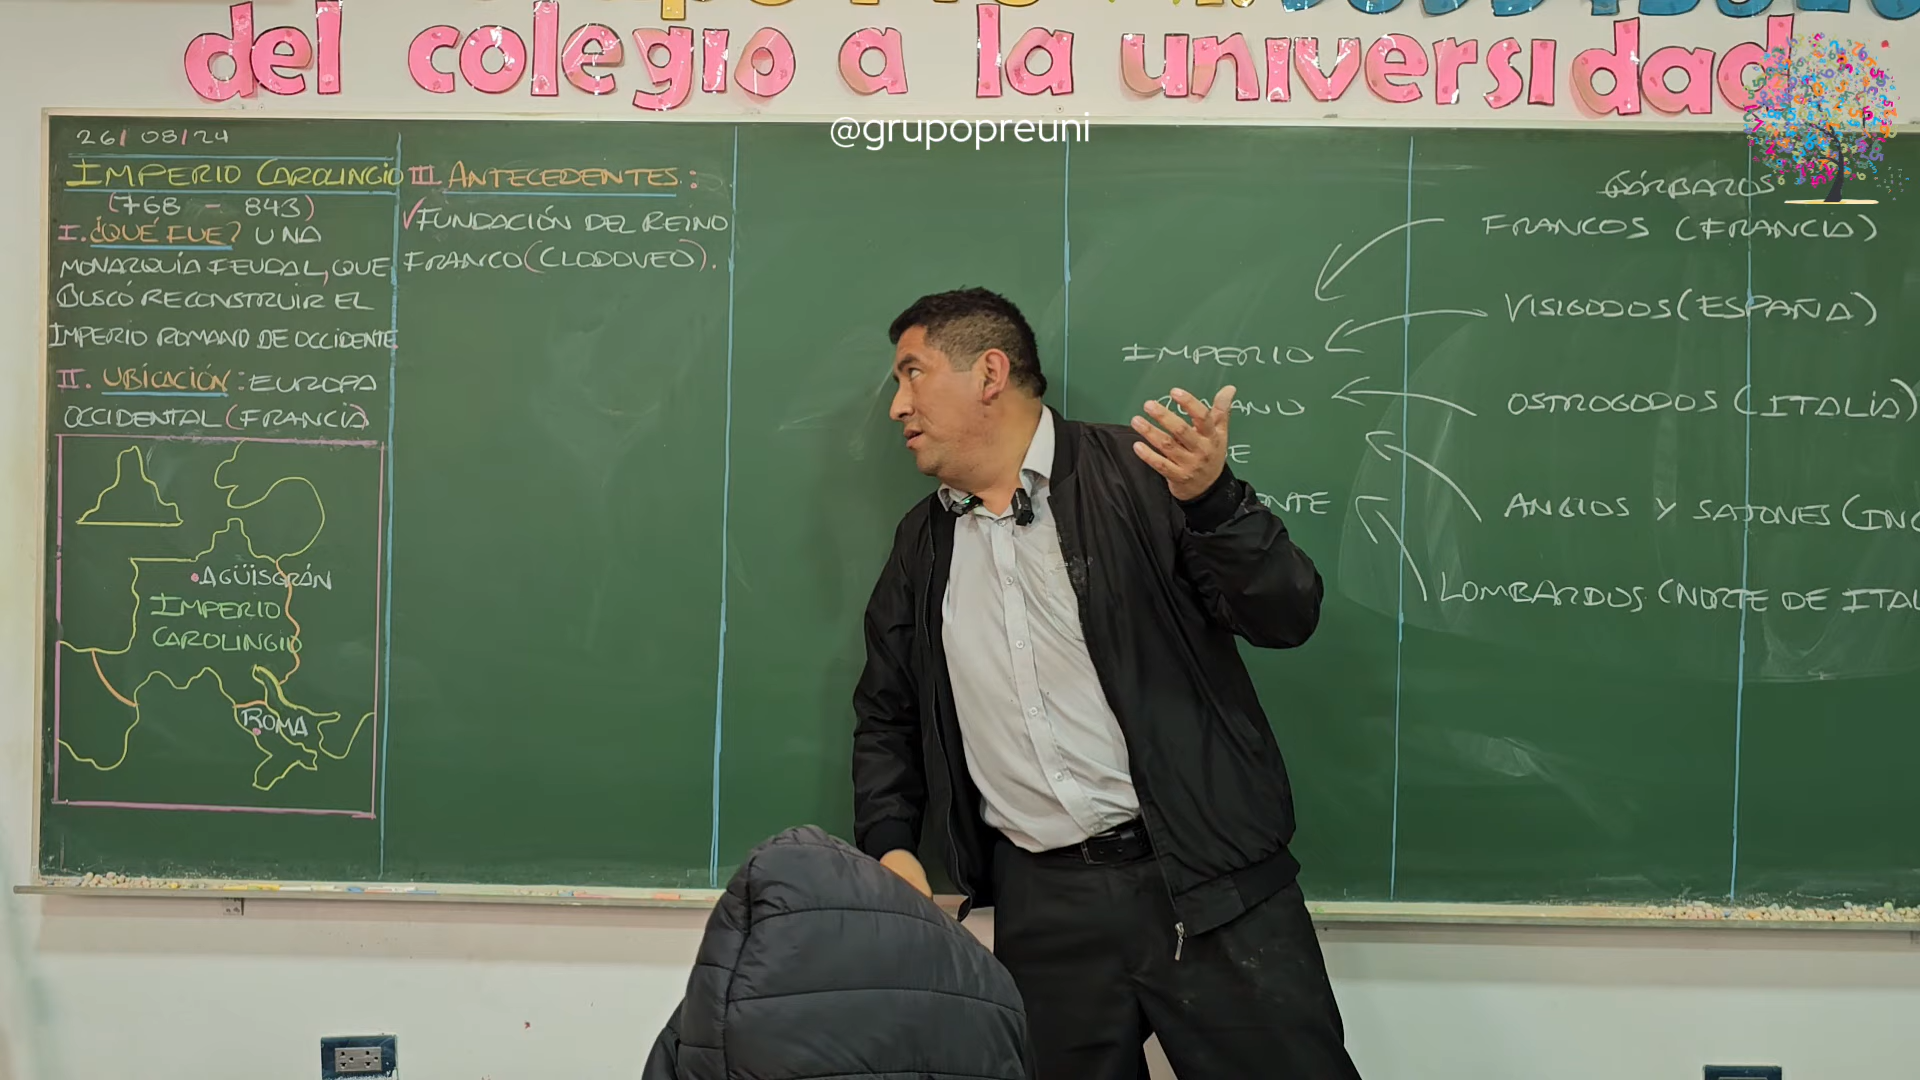 del colegio a la universidad
@grupopreuni
26/08/24
IMPERIO CAROLINGIO
(768 - 843)
I. ¿QUÉ FUE? UNA
MONARQUÍA FEUDAL, QUE
BUSCÓ RECONSTRUIR EL
IMPERIO ROMANO DE OCCIDENTE.
II. UBICACIÓN: EUROPA
OCCIDENTAL (FRANCIA)
AGÜISGRÁN
IMPERIO
CAROLINGIO
ROMA
III. ANTECEDENTES:
✓FUNDACIÓN DEL REINO
FRANCO (CLODOVEO).
IMPERIO
BÁRBAROS
FRANCOS (FRANCIA)
VISIGODOS (ESPAÑA)
OSTROGODOS (ITALIA)
ANGLOS Y SAJONES (ING
LOMBARDOS (NORTE DE ITAL